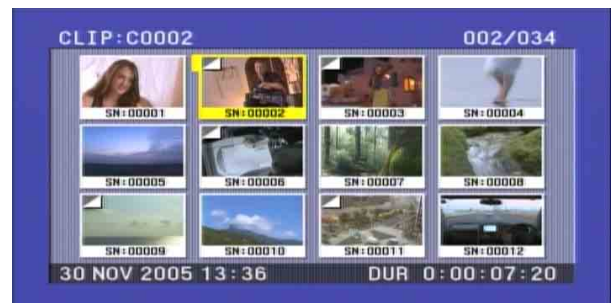 CLIP:C0002 002/034
SN:00001 SN:00002 SN:00003 SN:00004
SN:00005 SN:00006 SN:00007 SN:00008
SN:00009 SN:00010 SN:00011 SN:00012
30 NOV 2005 13:36 DUR 0:00:07:20